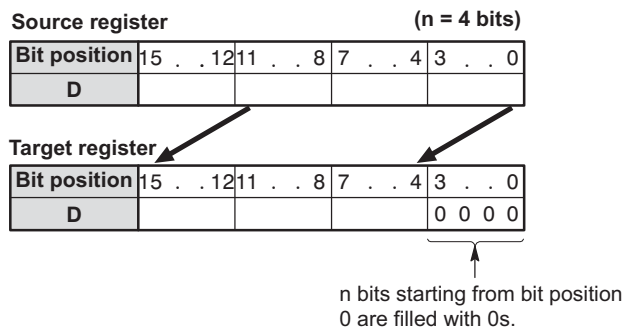 Source register (n = 4 bits)
Bit position 15 . . 12 11 . . 8 7 . . 4 3 . . 0
D
Target register
Bit position 15 . . 12 11 . . 8 7 . . 4 3 . . 0
D 0 0 0 0
n bits starting from bit position
0 are filled with 0s.